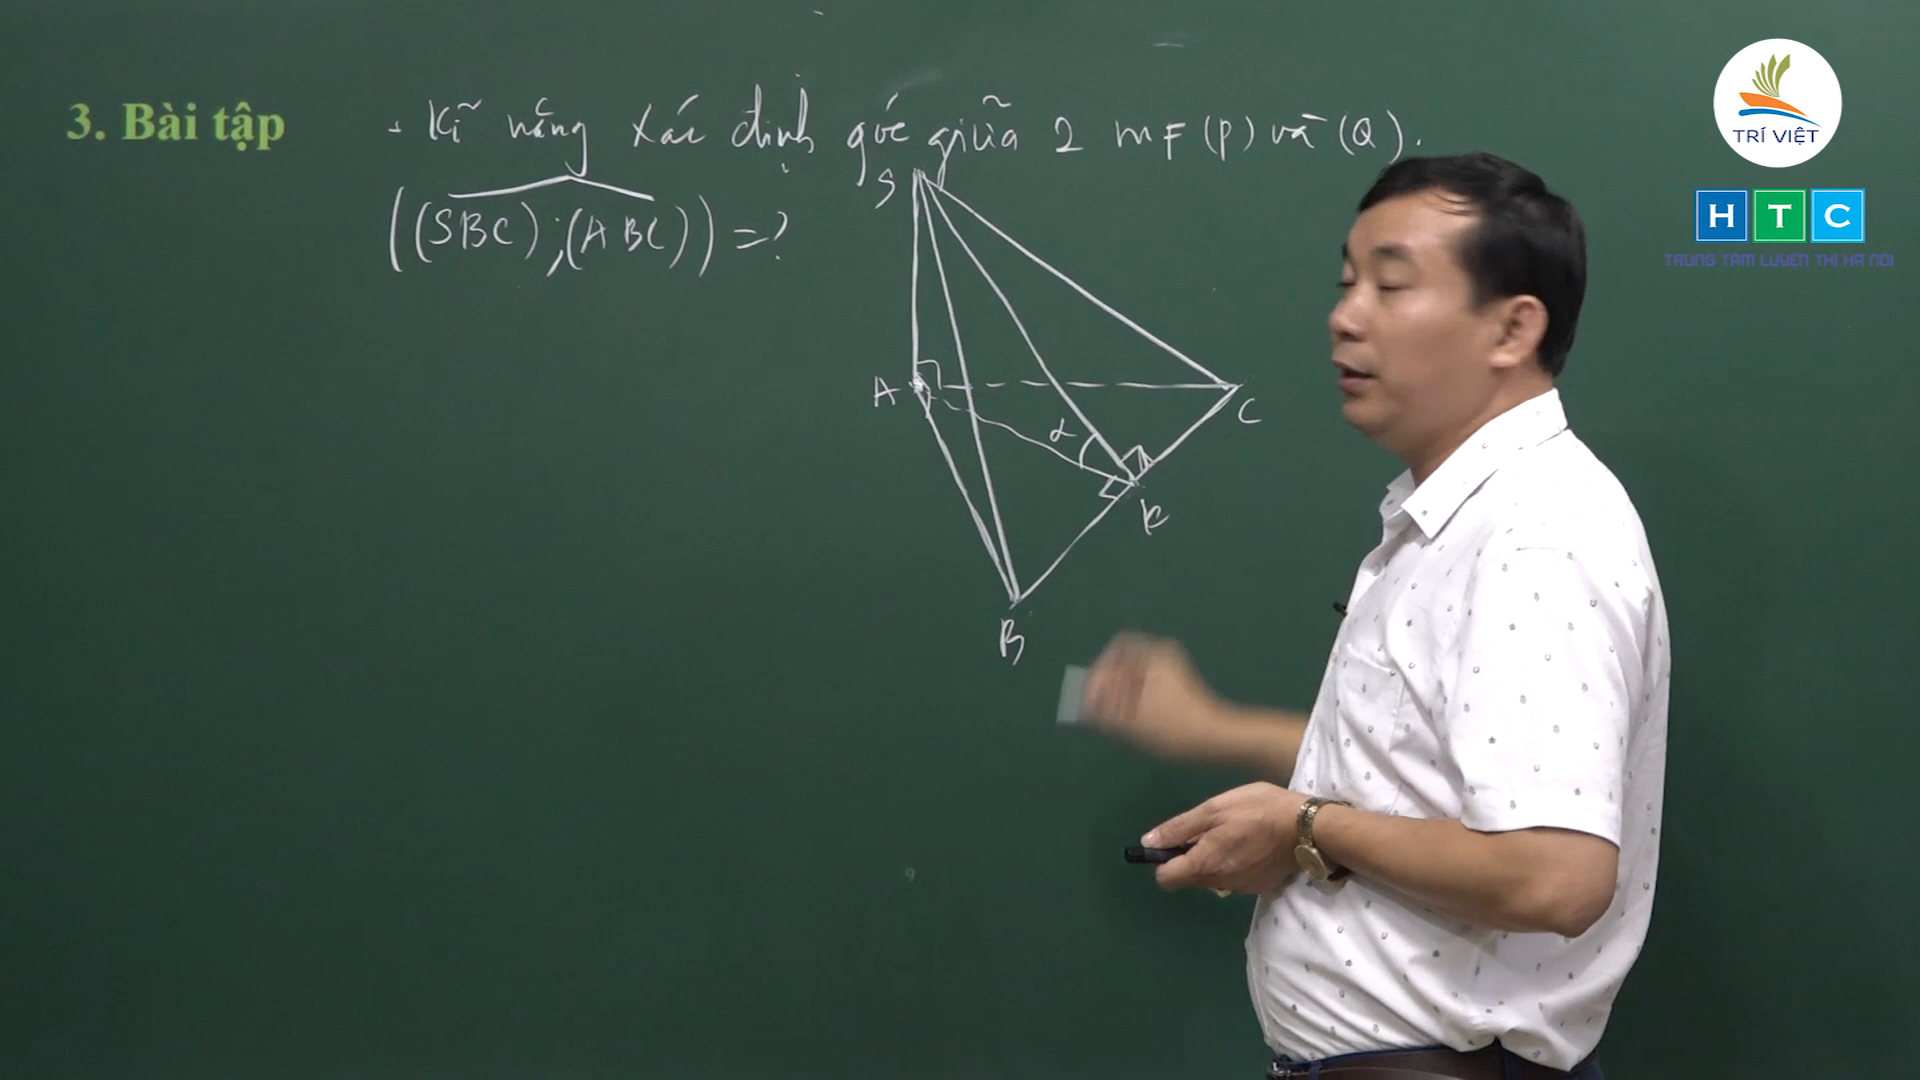 3. Bài tập
+ Kĩ năng xác định góc giữa 2 mF (P) và (Q).
((SBC);(ABC)) = ?
S
A
C
α
K
B
9
TRÍ VIỆT
H T C
TRUNG TÂM LUYỆN THI HÀ NỘI